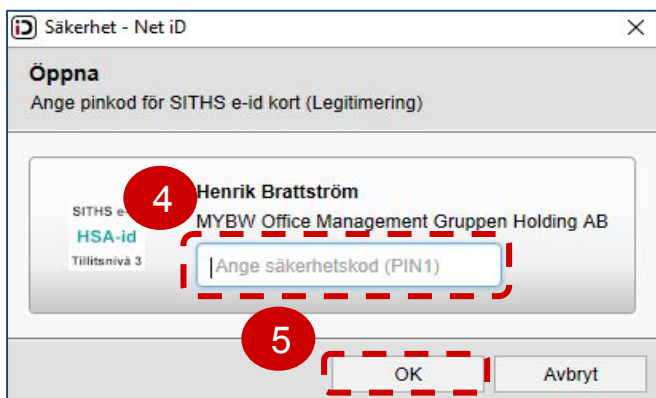 iD Säkerhet - Net iD
Öppna
Ange pinkod för SITHS e-id kort (Legitimering)
4
Henrik Brattström
SITHS e-
MYBW Office Management Gruppen Holding AB
HSA-id
Tillitsnivå 3
Ange säkerhetskod (PIN1)
5
OK Avbryt